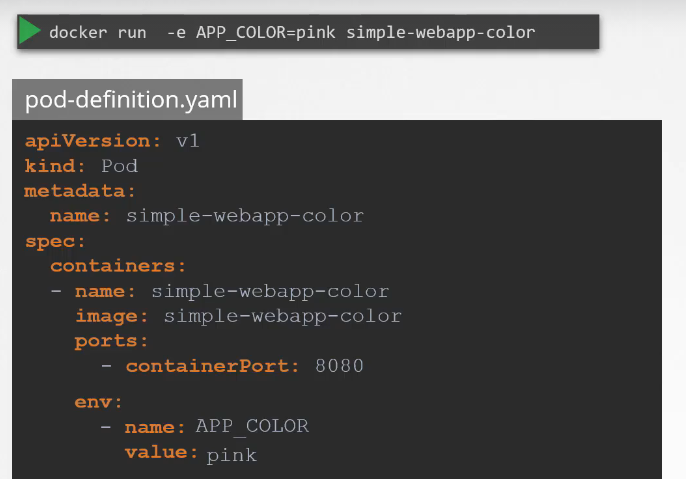 docker run  -e APP_COLOR=pink simple-webapp-color
pod-definition.yaml
apiVersion: v1
kind: Pod
metadata:
  name: simple-webapp-color
spec:
  containers:
  - name: simple-webapp-color
    image: simple-webapp-color
    ports:
      - containerPort: 8080
    env:
      - name: APP_COLOR
        value: pink